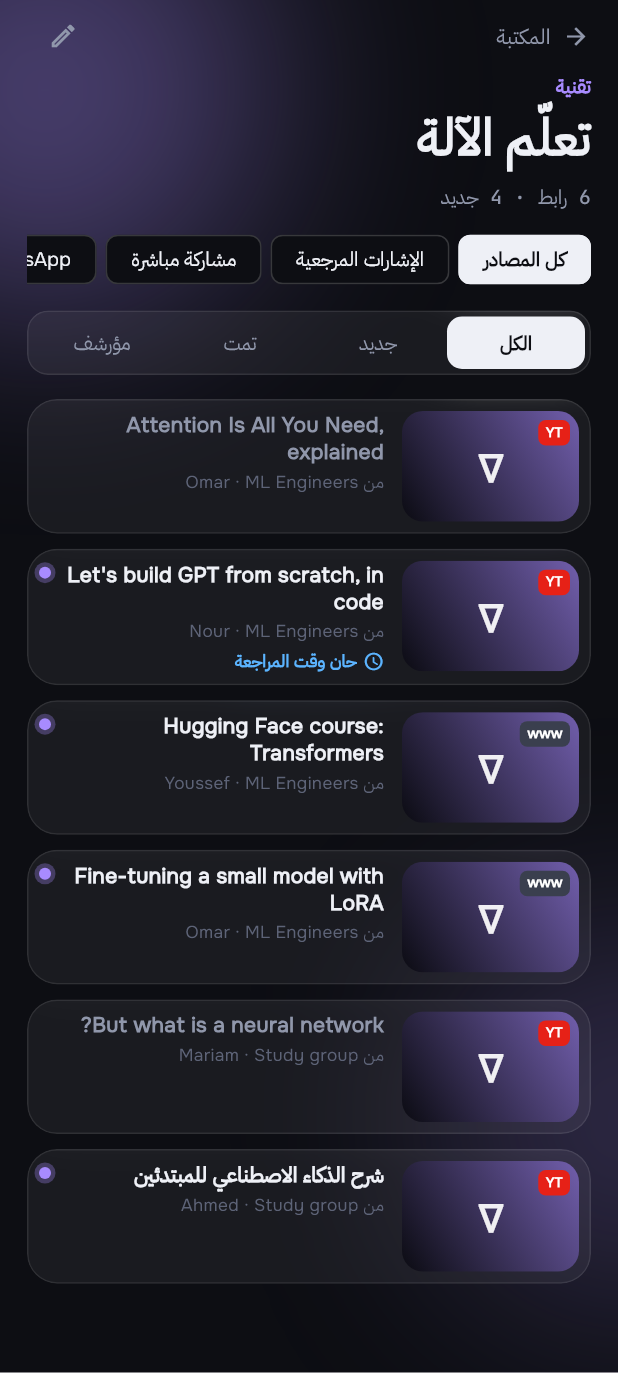 المكتبة
تقنية
تعلّم الآلة
6 رابط · 4 جديد
كل المصادر
الإشارات المرجعية
مشاركة مباشرة
sApp
الكل
جديد
تمت
مؤرشف
YT
Attention Is All You Need,
explained
من Omar · ML Engineers
YT
Let's build GPT from scratch, in
code
من Nour · ML Engineers
حان وقت المراجعة
www
Hugging Face course:
Transformers
من Youssef · ML Engineers
www
Fine-tuning a small model with
LoRA
من Omar · ML Engineers
YT
But what is a neural network?
من Mariam · Study group
YT
شرح الذكاء الاصطناعي للمبتدئين
من Ahmed · Study group